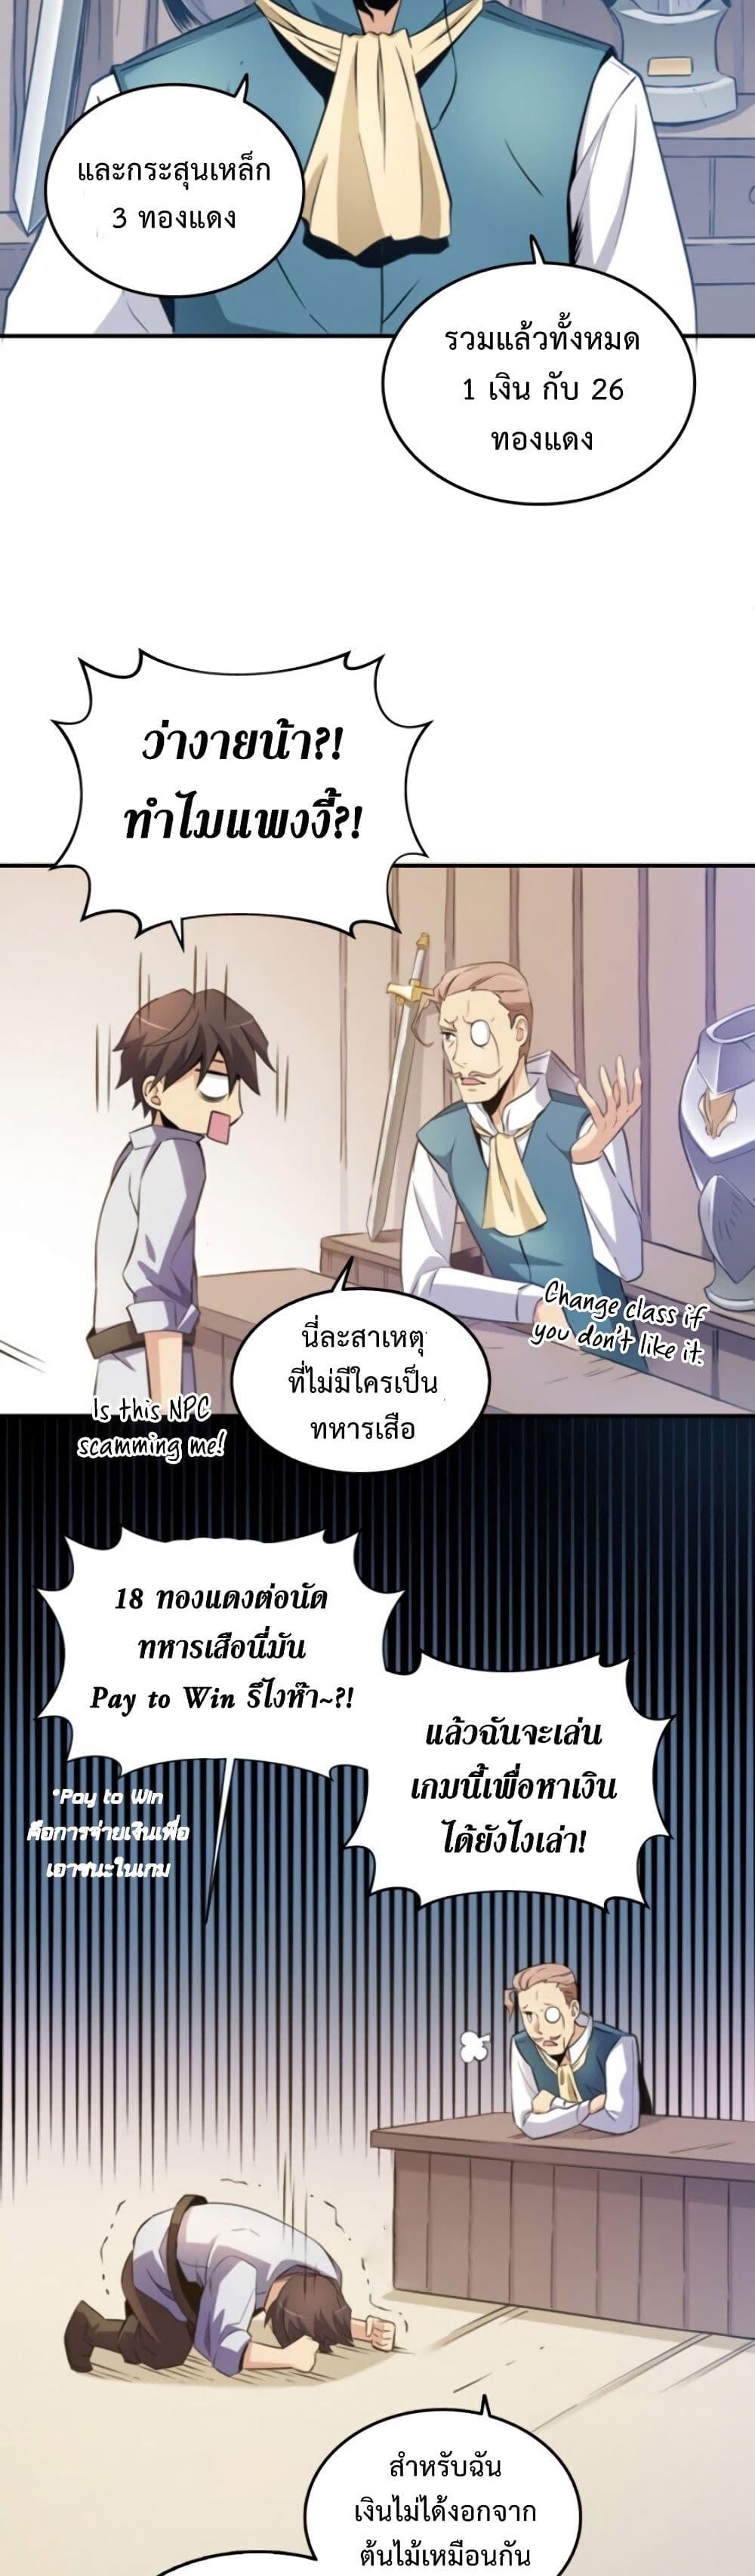 และกระสุนเหล็ก
3 ทองแดง
รวมแล้วทั้งหมด
1 เงิน กับ 26
ทองแดง
ว่างายน้า?!
ทำไมแพงงี้?!
Change class if
you don't like it.
นี่ละสาเหตุ
ที่ไม่มีใครเป็น
ทหารเสือ
Is this NPC
scamming me!
18 ทองแดงต่อนัด
ทหารเสือนี่มัน
Pay to Win รึไงห๊า~?!
แล้วฉันจะเล่น
เกมนี้เพื่อหาเงิน
ได้ยังไงเล่า!
*Pay to Win
คือการจ่ายเงินเพื่อ
เอาชนะในเกม
สำหรับฉัน
เงินไม่ได้งอกจาก
ต้นไม้เหมือนกัน